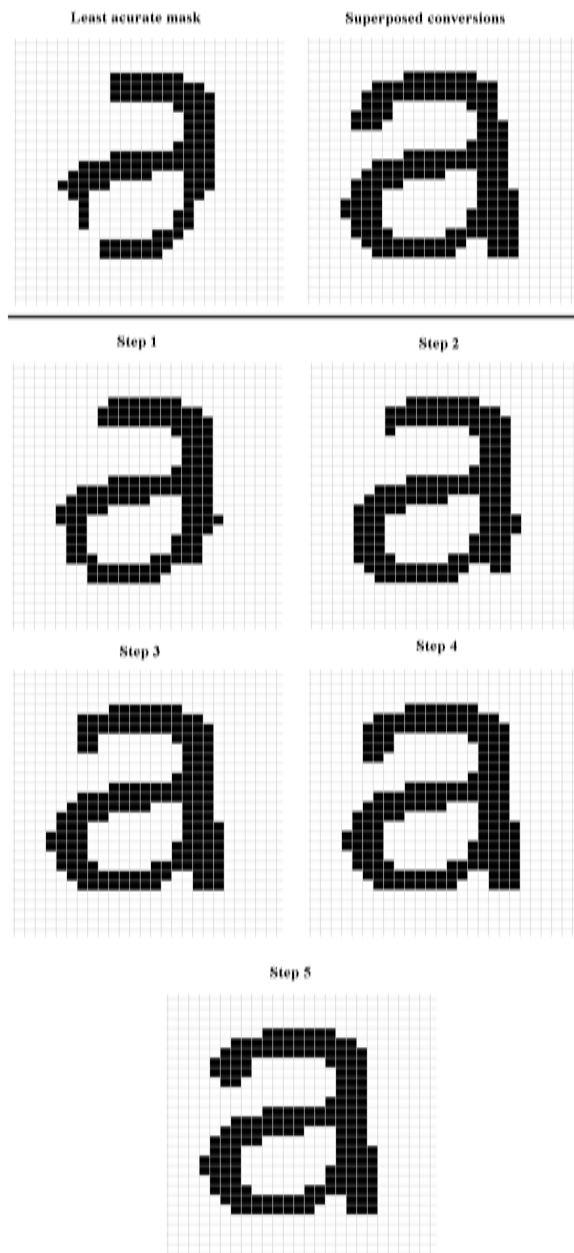 Least acurate mask
Superposed conversions
a
a
Step 1
Step 2
a
a
Step 3
Step 4
a
a
Step 5
a